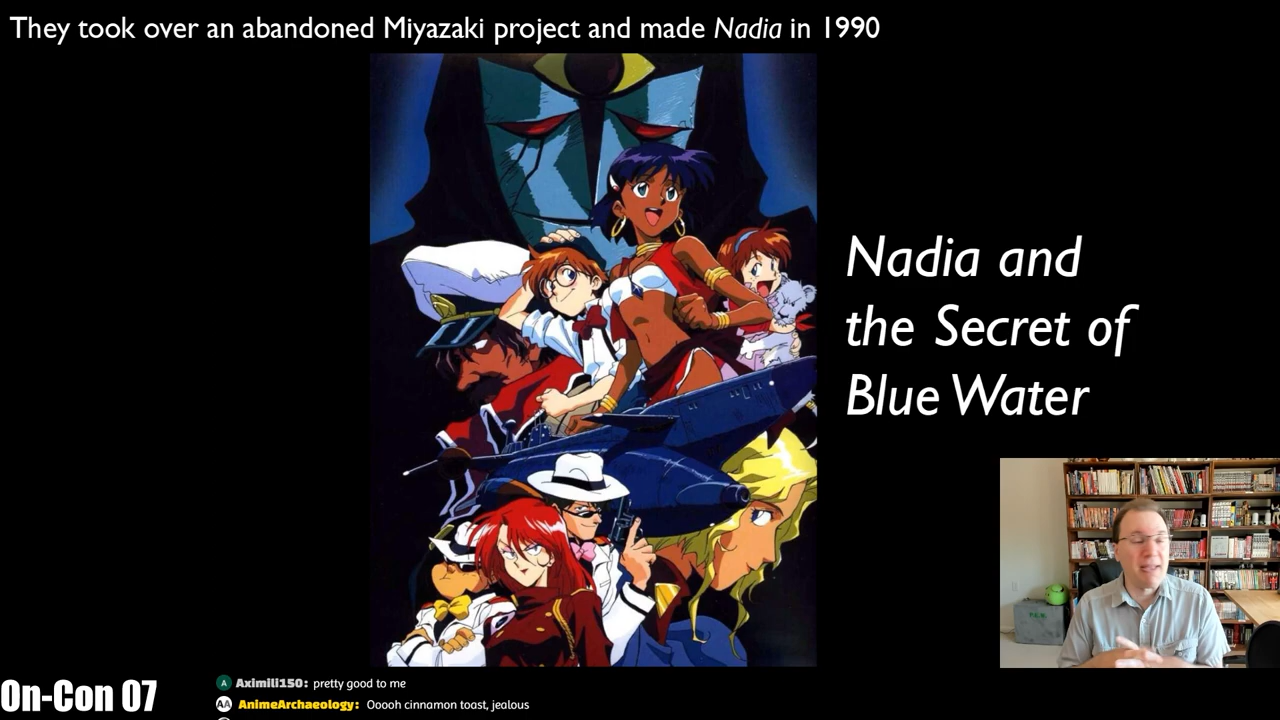 They took over an abandoned Miyazaki project and made Nadia in 1990
Nadia and
the Secret of
Blue Water
On-Con 07
A Aximili150: pretty good to me
AA AnimeArchaeology: Ooooh cinnamon toast, jealous